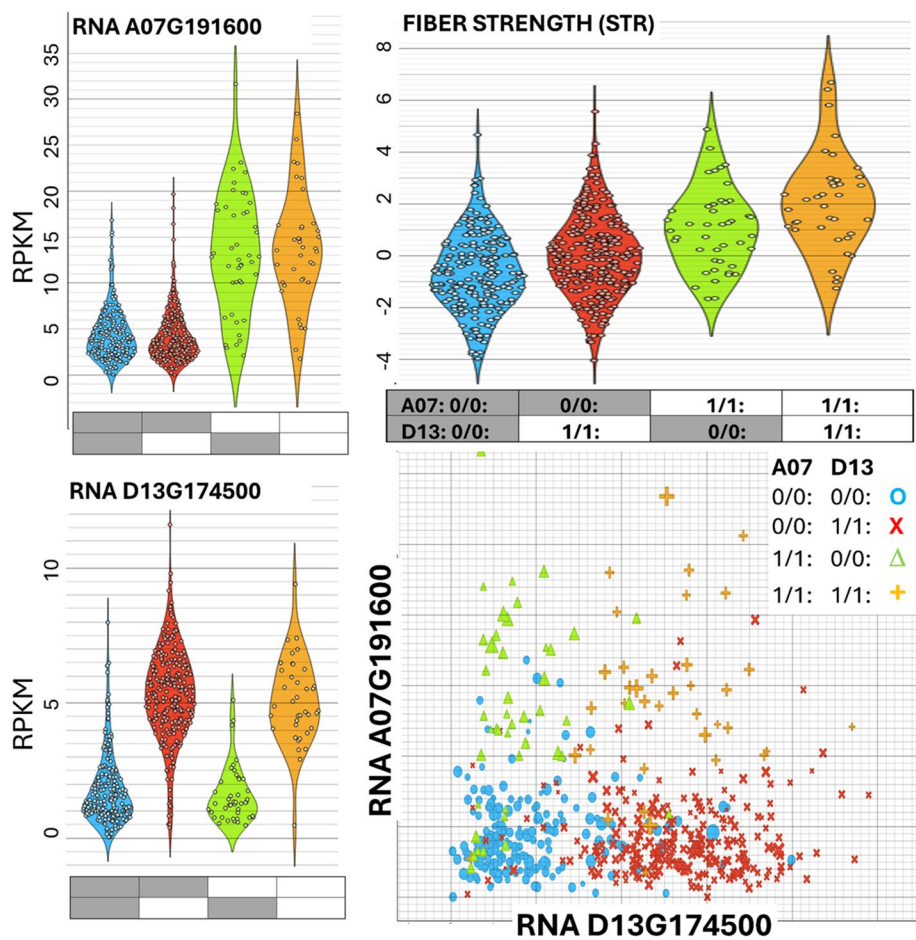 RNA A07G191600
35
30
25
20
15
10
5
0
RPKM
FIBER STRENGTH (STR)
8
6
4
2
0
-2
-4
A07: 0/0: 0/0: 1/1: 1/1:
D13: 0/0: 1/1: 0/0: 1/1:
RNA D13G174500
10
5
0
RPKM
A07 D13
0/0: 0/0: O
0/0: 1/1: X
1/1: 0/0: Δ
1/1: 1/1: +
RNA A07G191600
RNA D13G174500